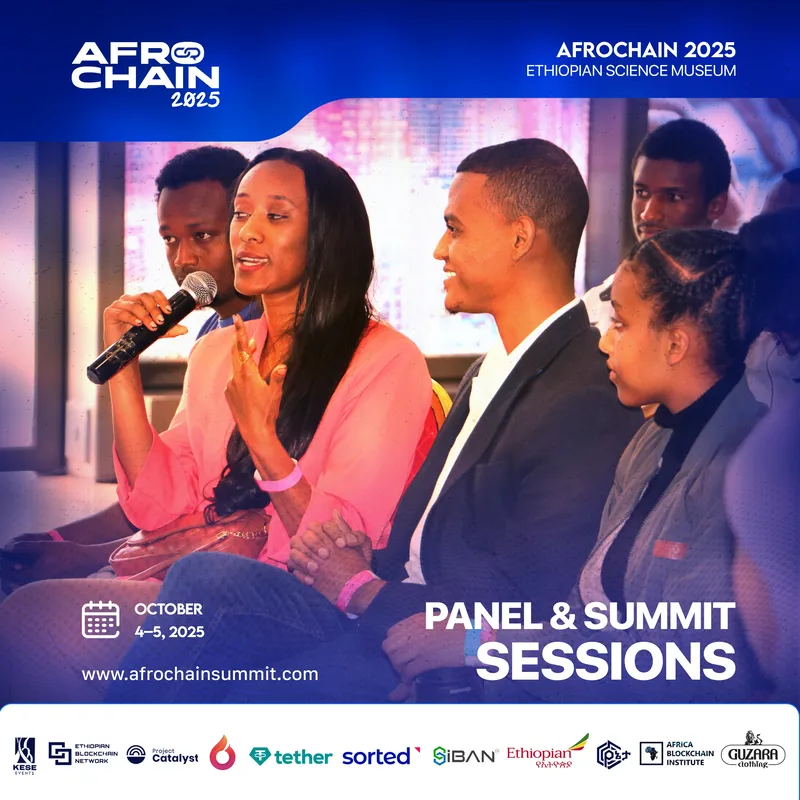 AFRO
CHAIN
2025
AFROCHAIN 2025
ETHIOPIAN SCIENCE MUSEUM
OCTOBER
4–5, 2025
www.afrochainsummit.com
PANEL & SUMMIT
SESSIONS
KESE
EVENTS
ETHIOPIAN
BLOCKCHAIN
NETWORK
Project
Catalyst
tether
sorted
SiBAN
Ethiopian
የኢትዮጵያ
AFRICA
BLOCKCHAIN
INSTITUTE
GUZARA
clothing